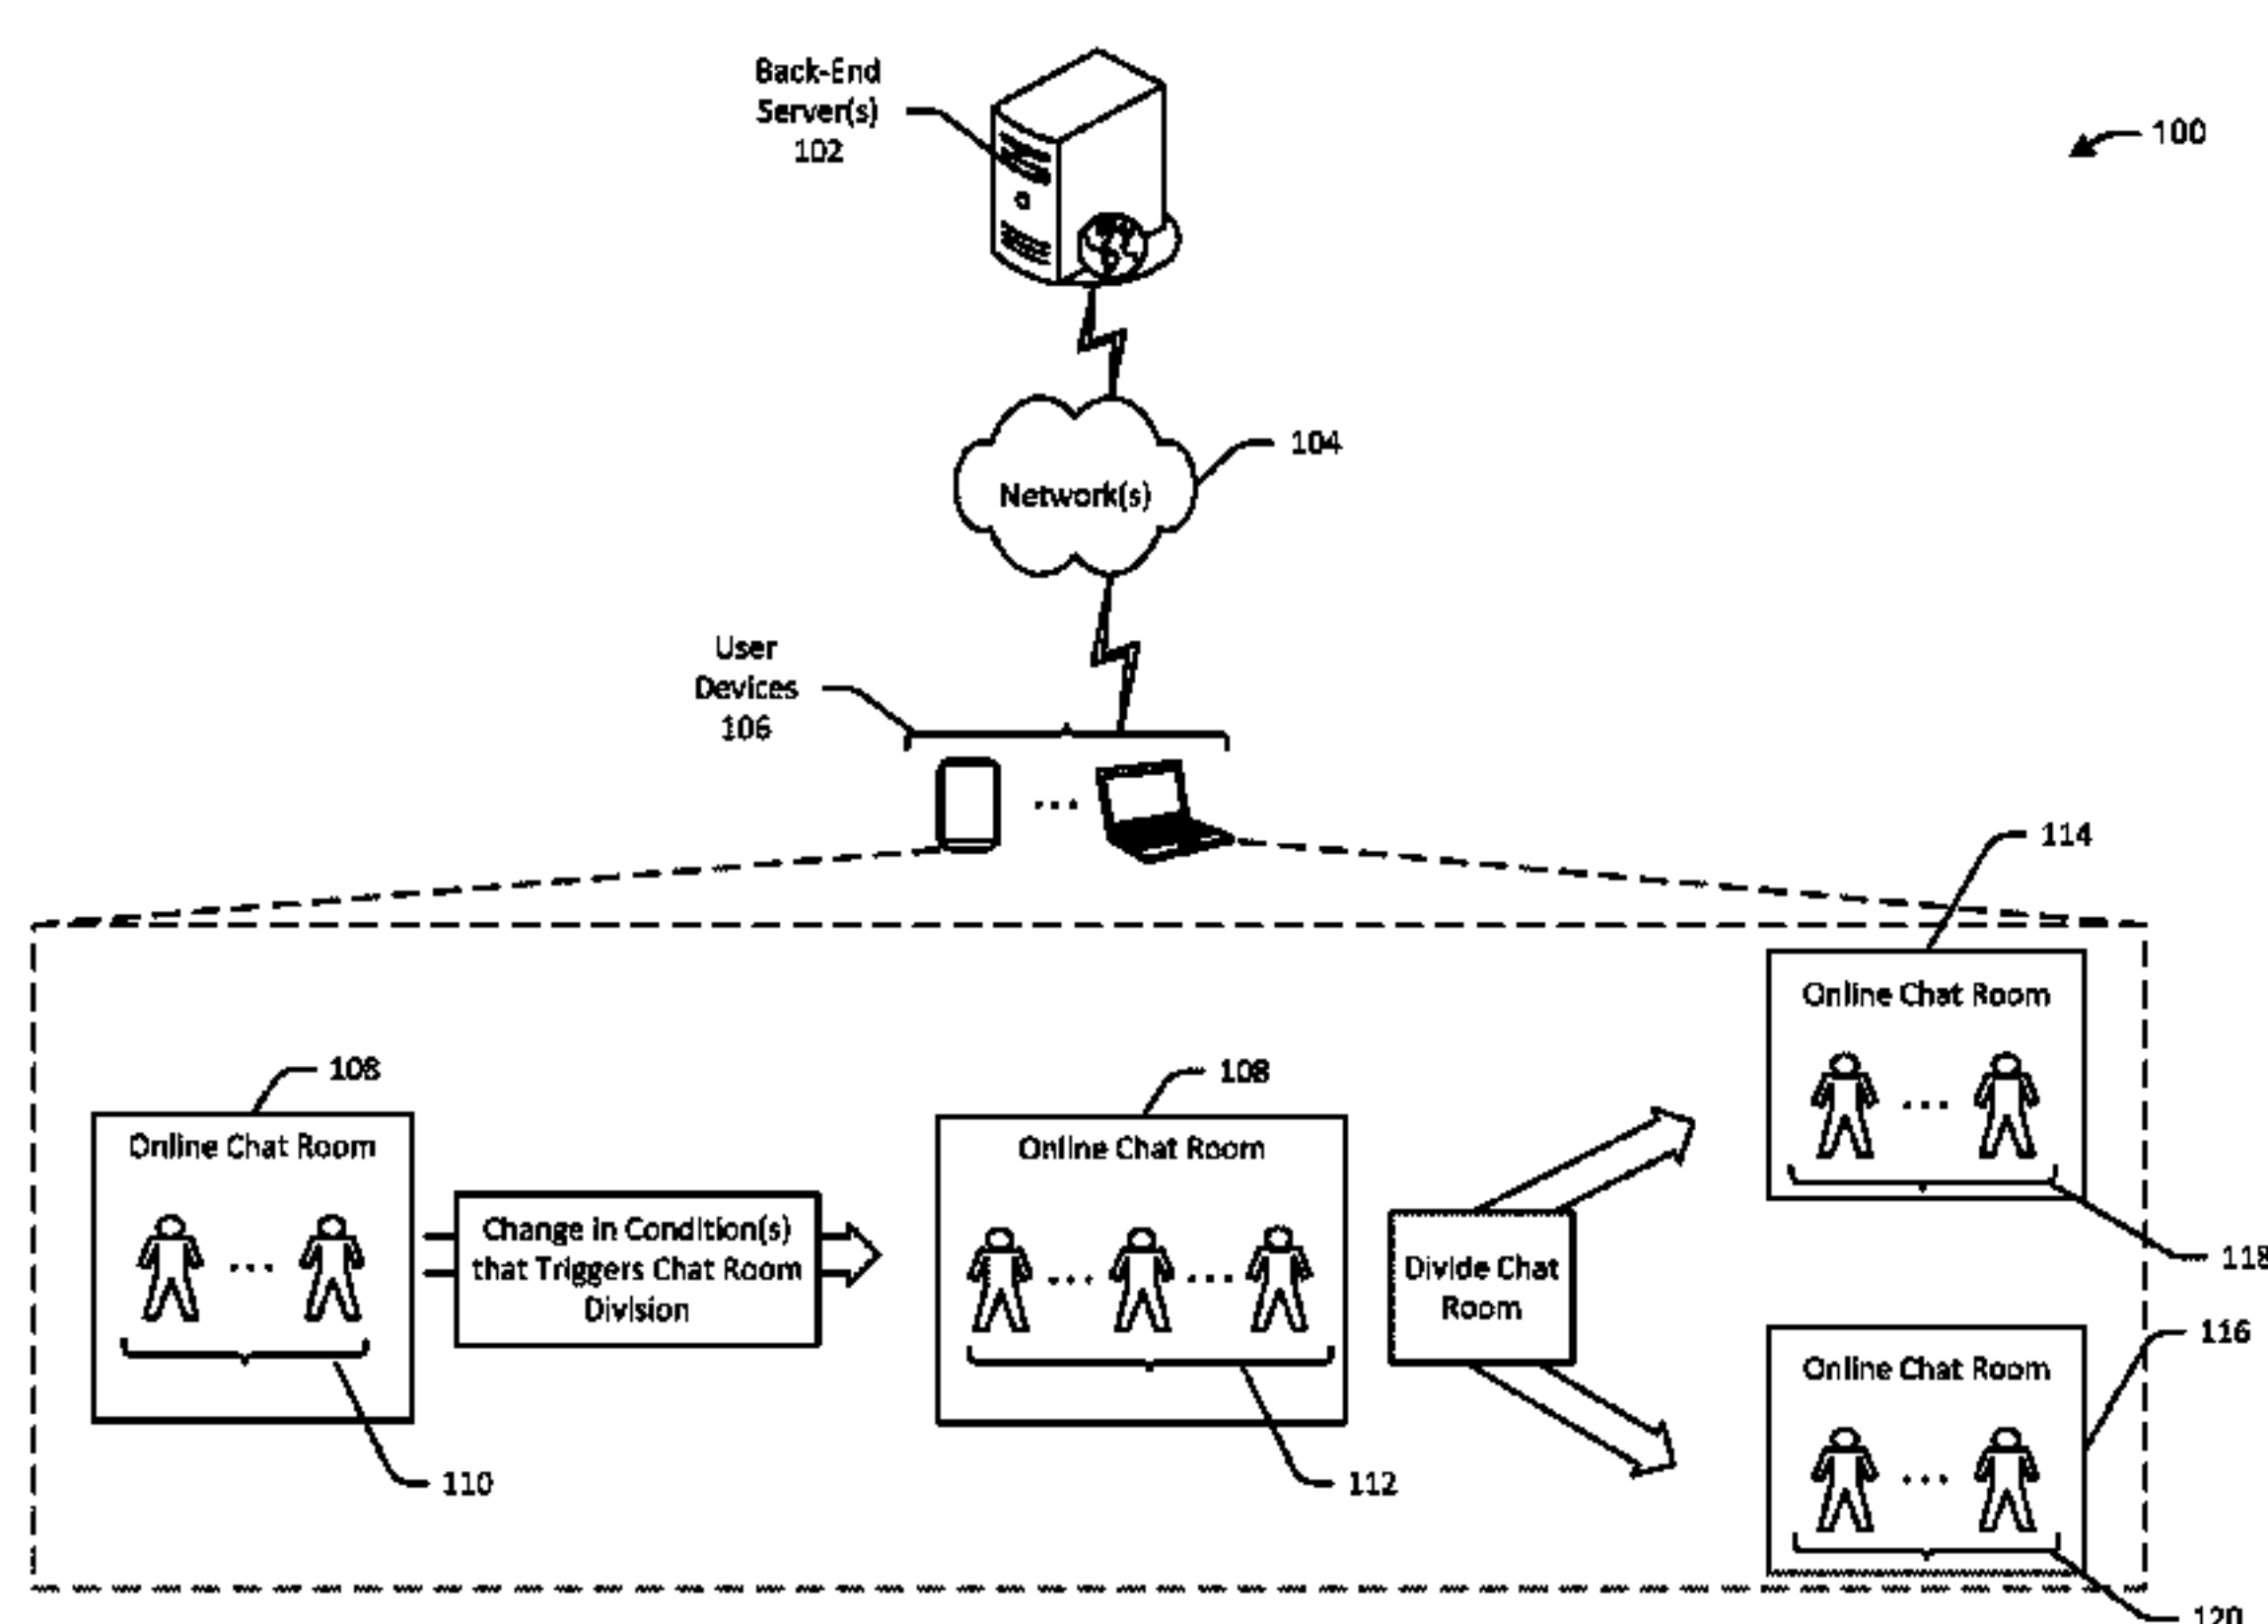 Back-End
Server(s)
102
100
104
Network(s)
User
Devices
106
114
Online Chat Room
108
Online Chat Room
108
Online Chat Room
Change in Condition(s)
that Triggers Chat Room
Division
Divide Chat
Room
118
116
Online Chat Room
110
112
120